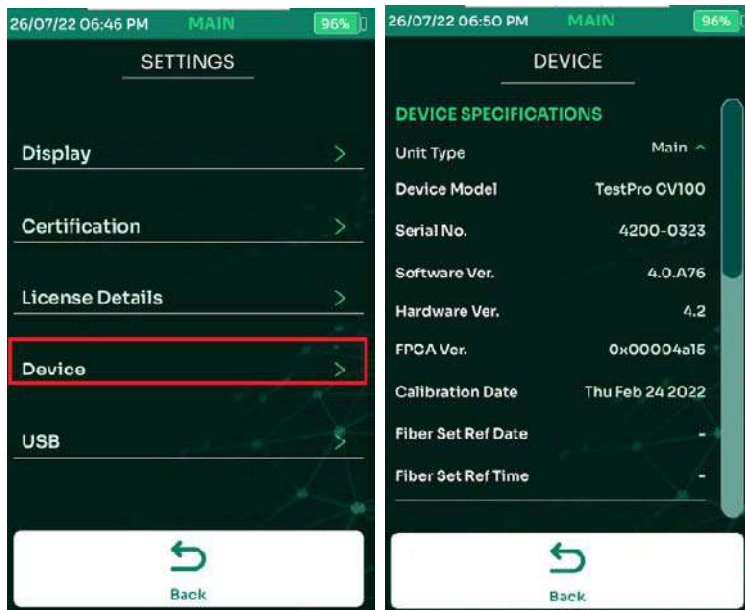 26/07/22 06:46 PM MAIN 96%
SETTINGS
Display >
Certification >
License Details >
Device >
USB >
Back
26/07/22 06:50 PM MAIN 96%
DEVICE
DEVICE SPECIFICATIONS
Unit Type Main
Device Model TestPro CV100
Serial No. 4200-0323
Software Ver. 4.0.A76
Hardware Ver. 4.2
FPGA Ver. 0x00004a15
Calibration Date Thu Feb 24 2022
Fiber Set Ref Date -
Fiber Set Ref Time -
Back